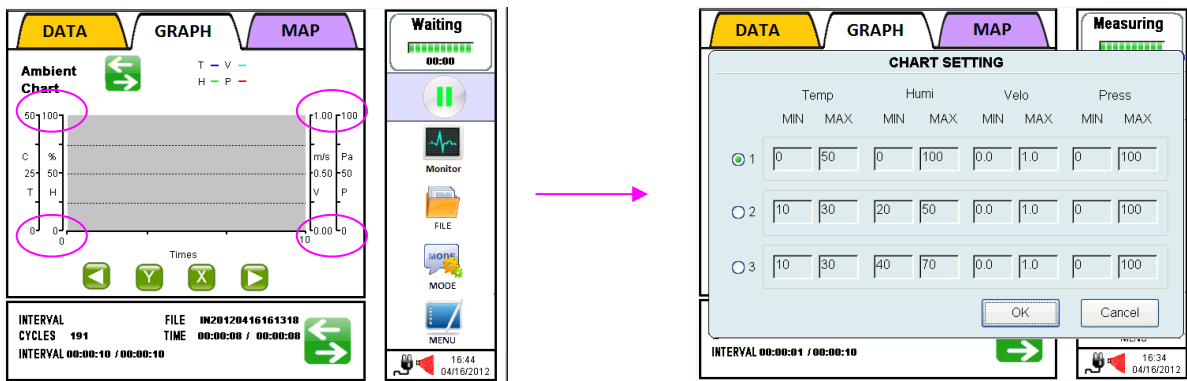 DATA
GRAPH
MAP
Waiting
00:00
Ambient
Chart
T V
H P
50 100
1.00 100
C % m/s Pa
25 50 0.50 50
T H V P
0 0
0.00 0
0 10
Times
Y X
Monitor
FILE
MODE
MODE
MENU
INTERVAL FILE IN20120416161318
CYCLES 191 TIME 00:00:08 / 00:00:08
INTERVAL 00:00:10 / 00:00:10
16:44
04/16/2012
DATA
GRAPH
MAP
Measuring
CHART SETTING
Temp Humi Velo Press
MIN MAX MIN MAX MIN MAX MIN MAX
1 0 50 0 100 0.0 1.0 0 100
2 10 30 20 50 0.0 1.0 0 100
3 10 30 40 70 0.0 1.0 0 100
OK Cancel
INTERVAL 00:00:01 / 00:00:10
MENU
16:34
04/16/2012